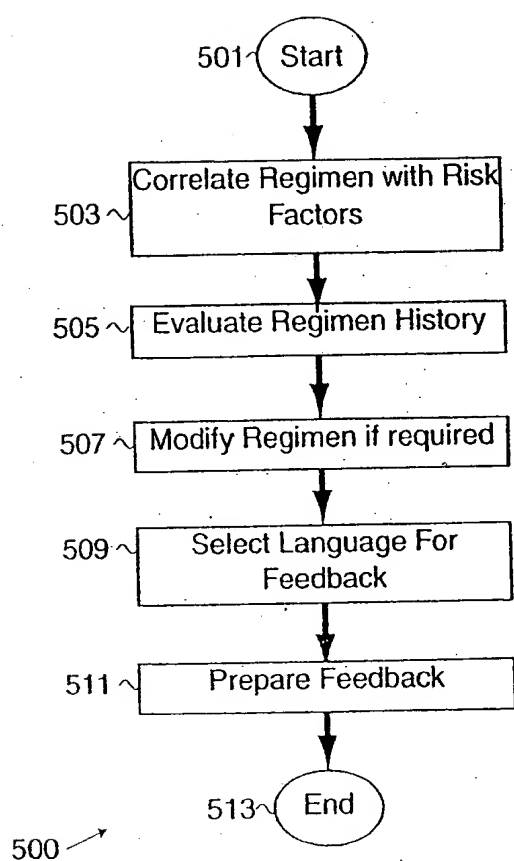 501 Start
503 Correlate Regimen with Risk
Factors
505 Evaluate Regimen History
507 Modify Regimen if required
509 Select Language For
Feedback
511 Prepare Feedback
513 End
500